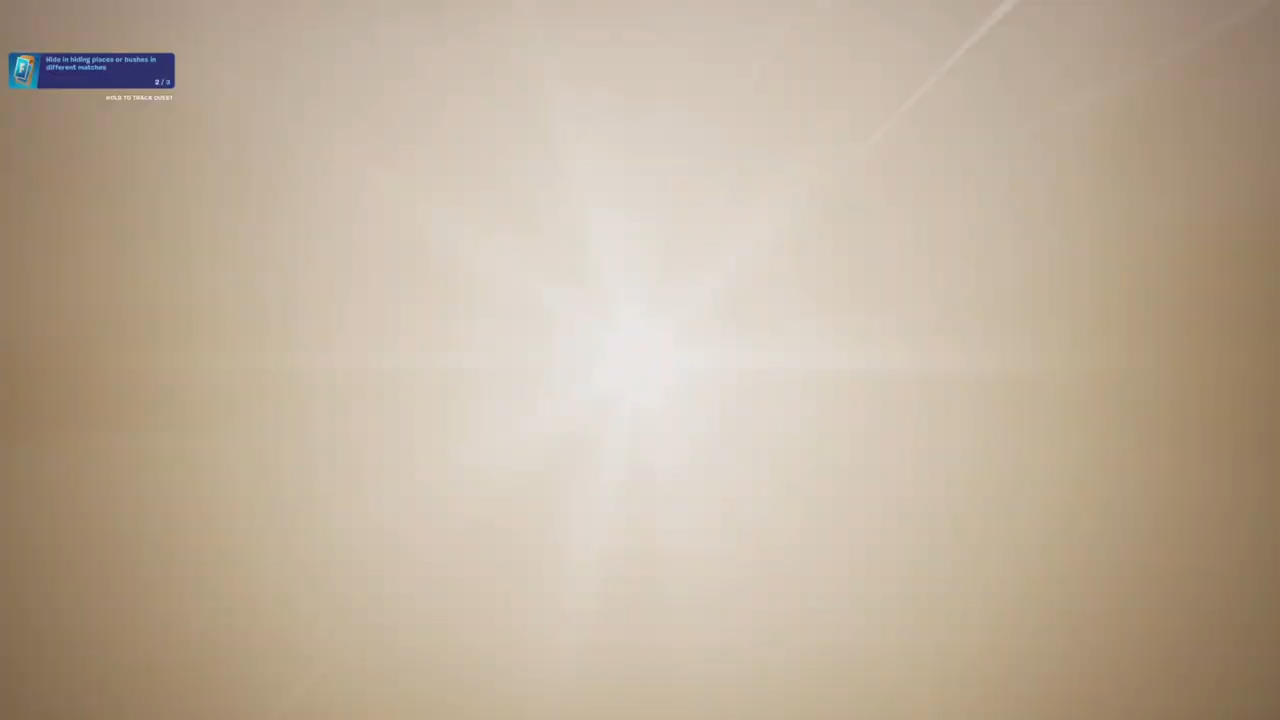 Hide in hiding places or bushes in
different matches
2 / 3
HOLD TO TRACK QUEST